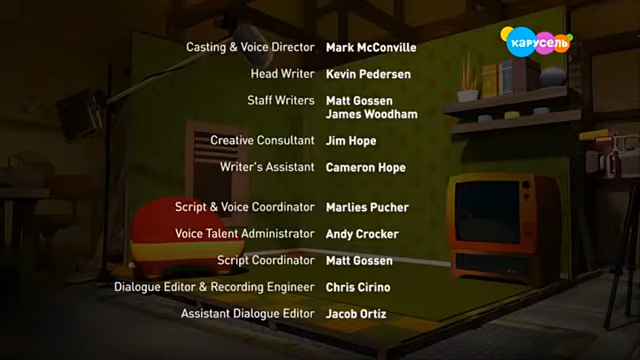 карусель
Casting & Voice Director Mark McConville
Head Writer Kevin Pedersen
Staff Writers Matt Gossen
James Woodham
Creative Consultant Jim Hope
Writer's Assistant Cameron Hope
Script & Voice Coordinator Marlies Pucher
Voice Talent Administrator Andy Crocker
Script Coordinator Matt Gossen
Dialogue Editor & Recording Engineer Chris Cirino
Assistant Dialogue Editor Jacob Ortiz